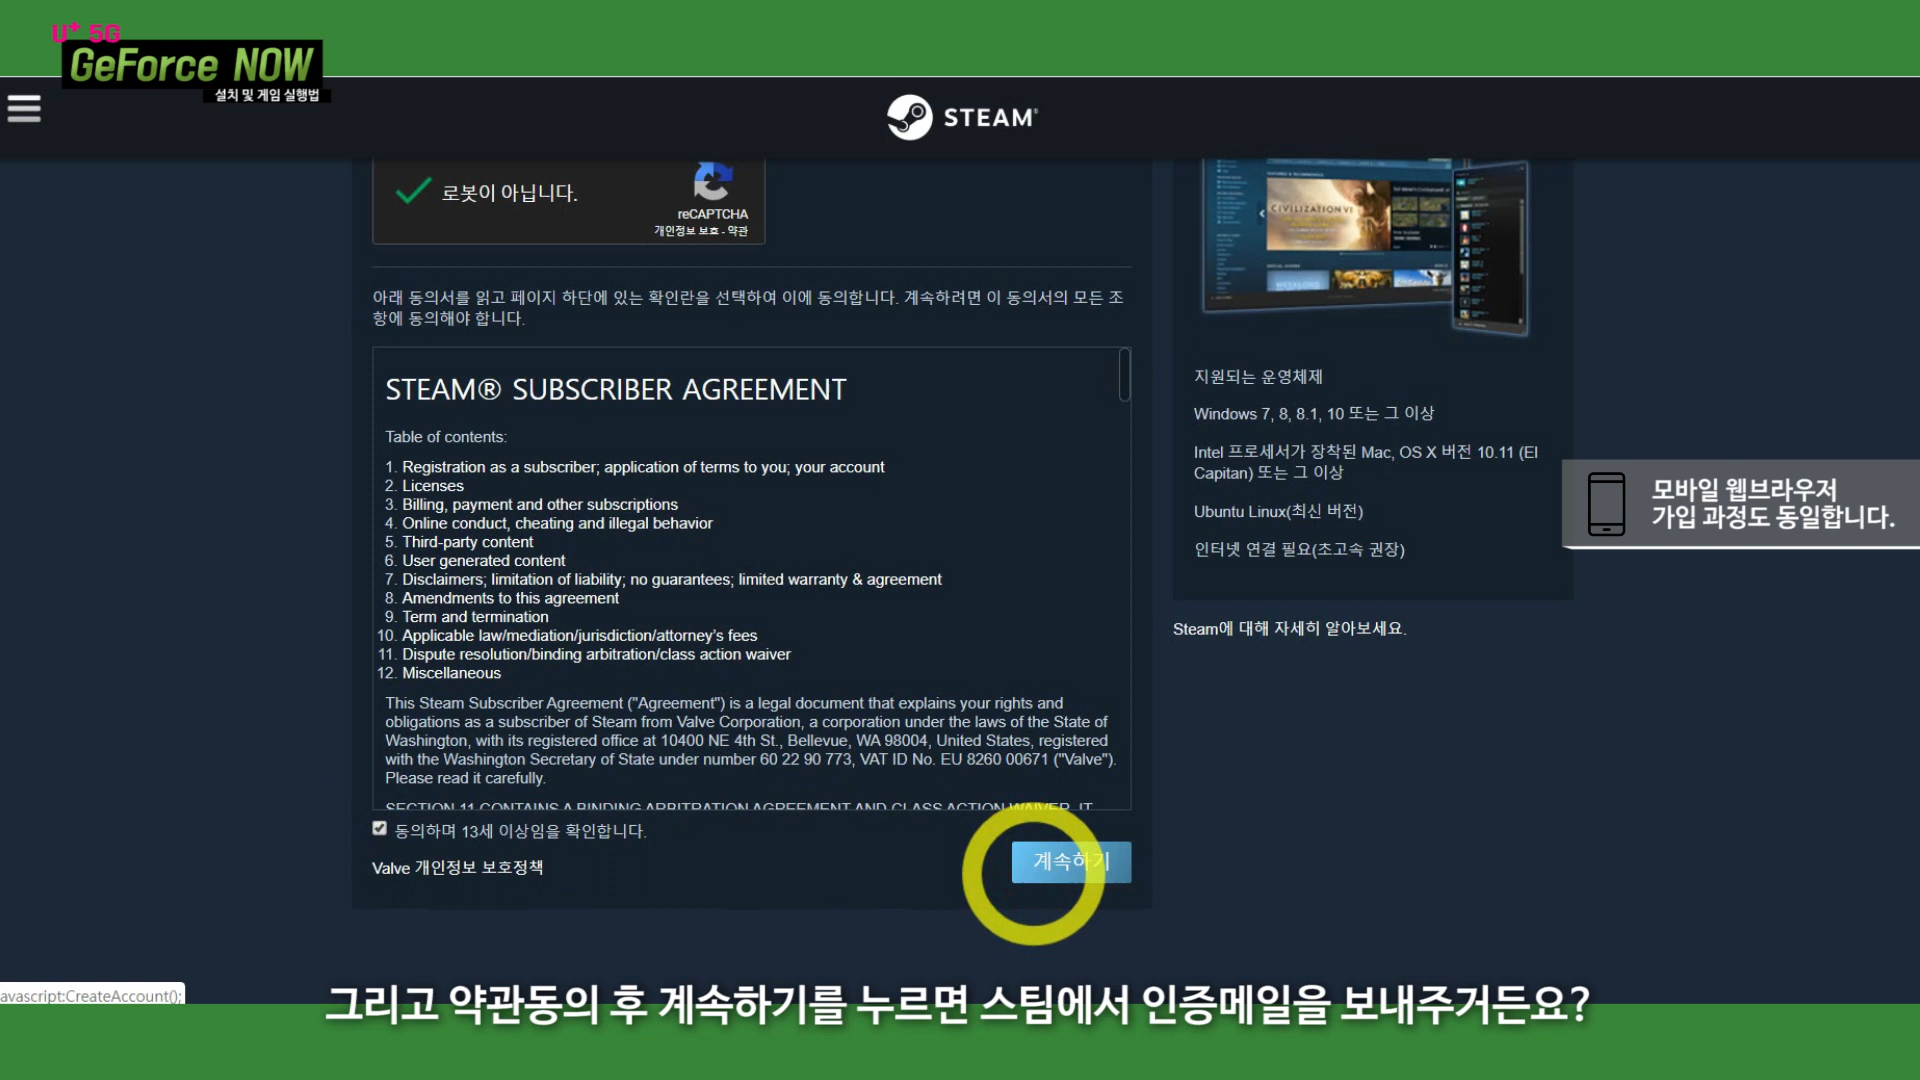 U+ 5G
GeForce NOW
설치 및 게임 실행법
STEAM®
로봇이 아닙니다.
reCAPTCHA
개인정보 보호 - 약관
CIVILIZATION VI
아래 동의서를 읽고 페이지 하단에 있는 확인란을 선택하여 이에 동의합니다. 계속하려면 이 동의서의 모든 조
항에 동의해야 합니다.
STEAM® SUBSCRIBER AGREEMENT
Table of contents:
1. Registration as a subscriber; application of terms to you; your account
2. Licenses
3. Billing, payment and other subscriptions
4. Online conduct, cheating and illegal behavior
5. Third-party content
6. User generated content
7. Disclaimers; limitation of liability; no guarantees; limited warranty & agreement
8. Amendments to this agreement
9. Term and termination
10. Applicable law/mediation/jurisdiction/attorney's fees
11. Dispute resolution/binding arbitration/class action waiver
12. Miscellaneous
This Steam Subscriber Agreement ("Agreement") is a legal document that explains your rights and
obligations as a subscriber of Steam from Valve Corporation, a corporation under the laws of the State of
Washington, with its registered office at 10400 NE 4th St., Bellevue, WA 98004, United States, registered
with the Washington Secretary of State under number 60 22 90 773, VAT ID No. EU 8260 00671 ("Valve").
Please read it carefully.
SECTION 11 CONTAINS A BINDING ARBITRATION AGREEMENT AND CLASS ACTION WAIVER. IT
동의하며 13세 이상임을 확인합니다.
Valve 개인정보 보호정책
계속하기
지원되는 운영체제
Windows 7, 8, 8.1, 10 또는 그 이상
Intel 프로세서가 장착된 Mac, OS X 버전 10.11 (El
Capitan) 또는 그 이상
Ubuntu Linux(최신 버전)
인터넷 연결 필요(초고속 권장)
Steam에 대해 자세히 알아보세요.
모바일 웹브라우저
가입 과정도 동일합니다.
avascript:CreateAccount();
그리고 약관동의 후 계속하기를 누르면 스팀에서 인증메일을 보내주거든요?